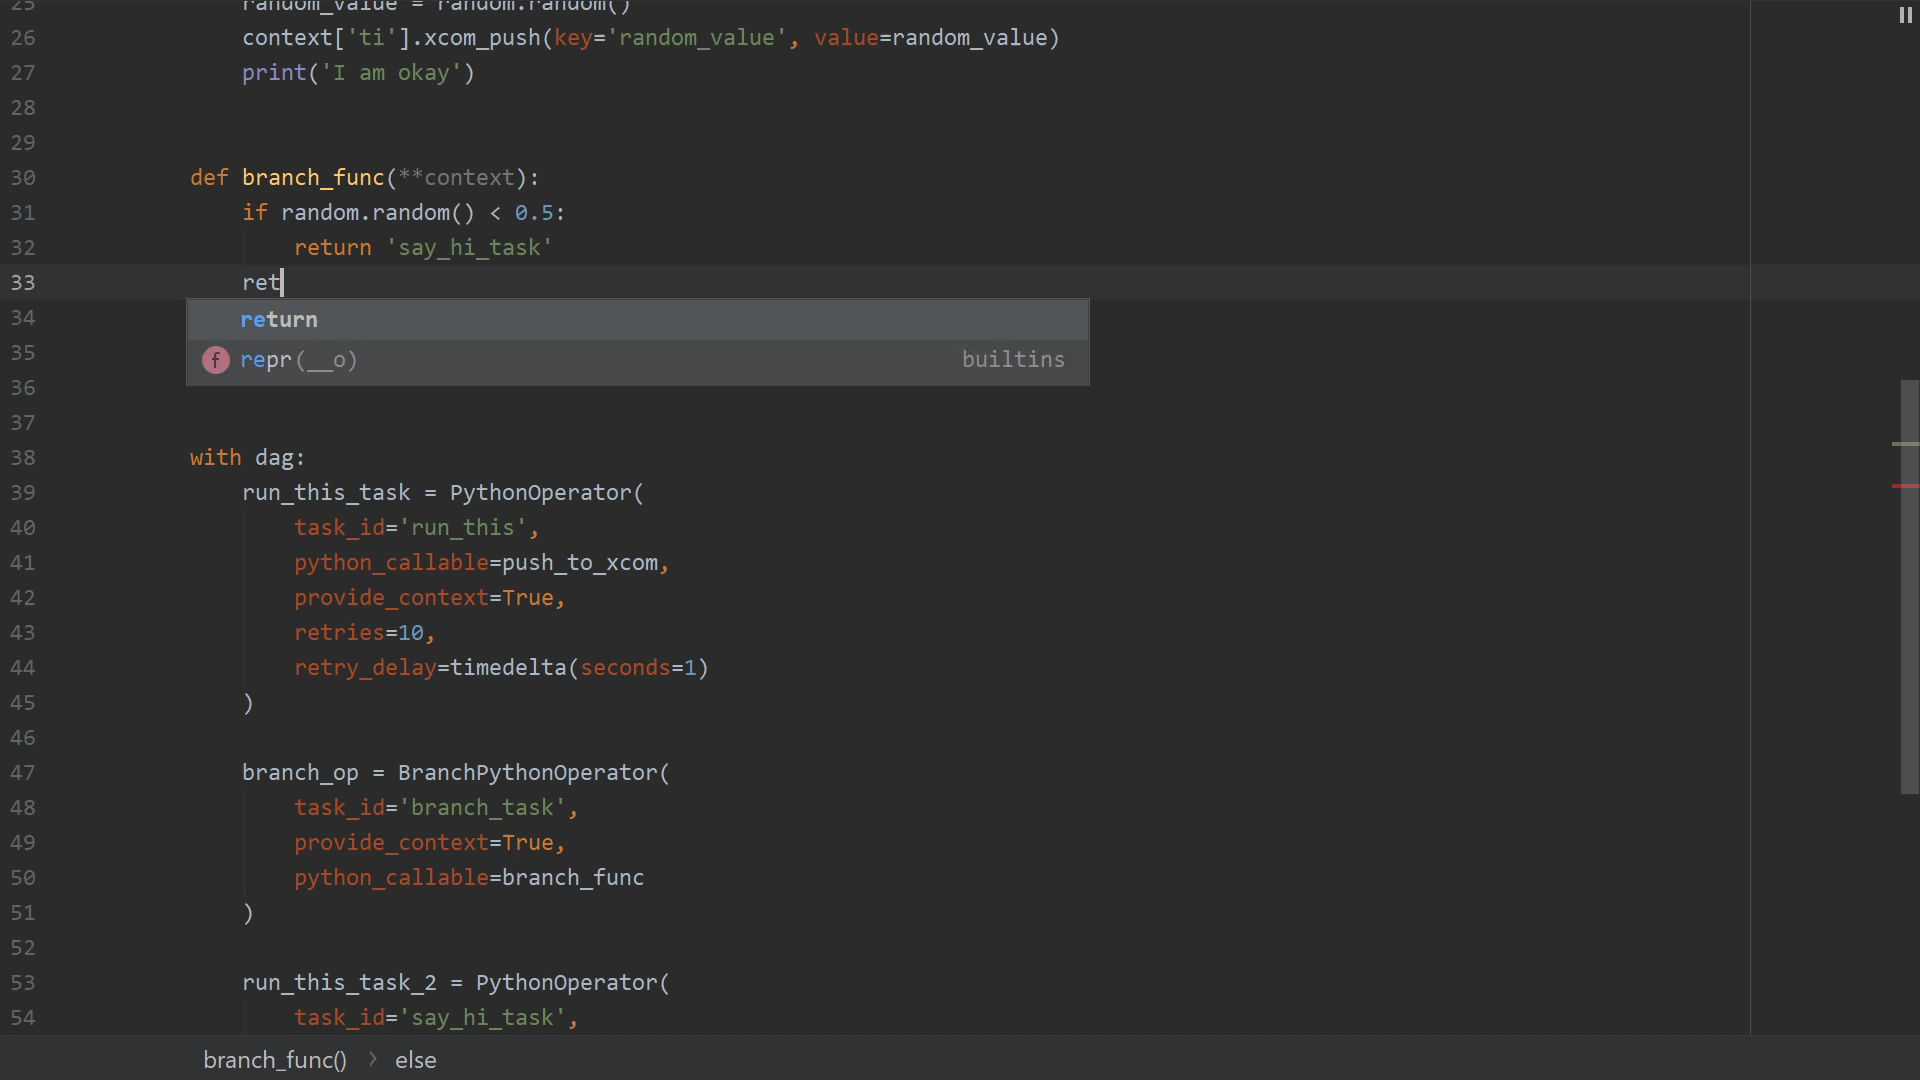 25 random_value = random.random()
26 context['ti'].xcom_push(key='random_value', value=random_value)
27 print('I am okay')
28
29
30 def branch_func(**context):
31 if random.random() < 0.5:
32 return 'say_hi_task'
33 ret
34 return
35 repr(__o) builtins
36
37
38 with dag:
39 run_this_task = PythonOperator(
40 task_id='run_this',
41 python_callable=push_to_xcom,
42 provide_context=True,
43 retries=10,
44 retry_delay=timedelta(seconds=1)
45 )
46
47 branch_op = BranchPythonOperator(
48 task_id='branch_task',
49 provide_context=True,
50 python_callable=branch_func
51 )
52
53 run_this_task_2 = PythonOperator(
54 task_id='say_hi_task',
branch_func() > else